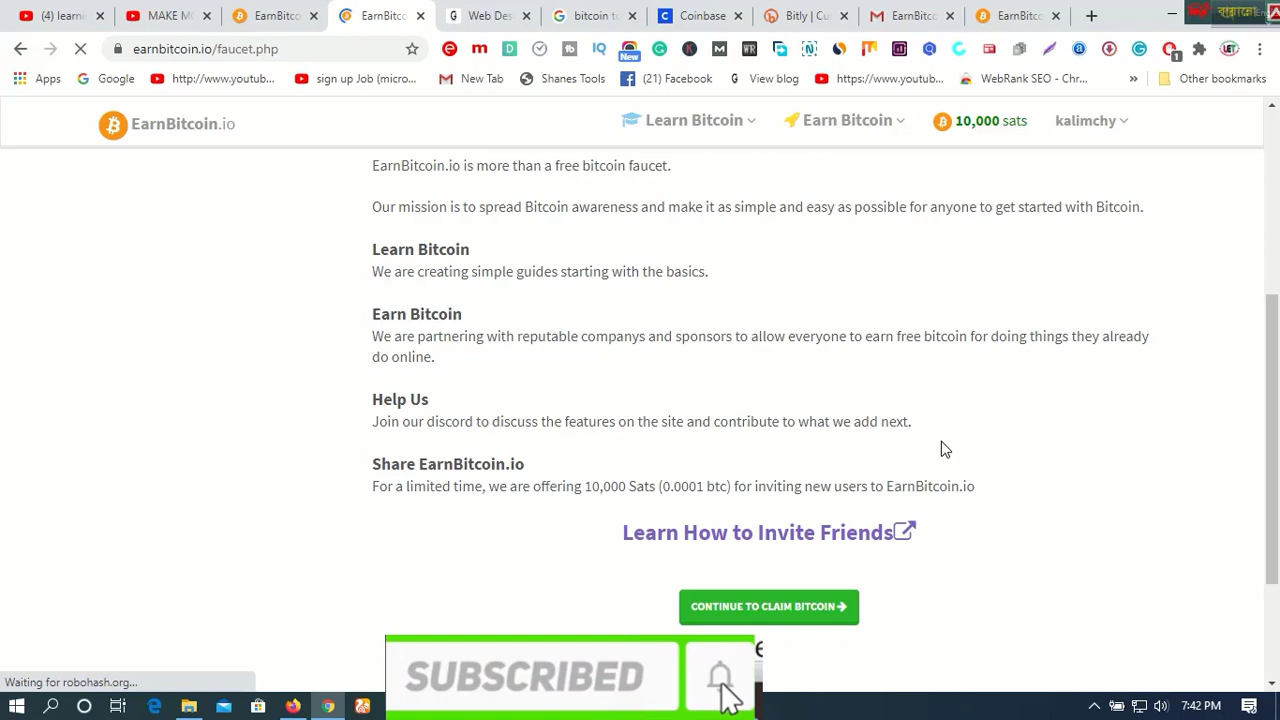 (4) learni
MAKE M
EarnBitco
EarnBitc
Web T
bitcoin to
Coinbase
Bitly | Co
EarnBitc
EarnBitc
earnbitcoin.io/faucet.php
New
1
Apps
Google
http://www.youtub...
sign up Job (micro...
New Tab
Shanes Tools
(21) Facebook
View blog
https://www.youtub...
WebRank SEO - Chr...
»
Other bookmarks
EarnBitcoin.io
Learn Bitcoin
Earn Bitcoin
10,000 sats
kalimchy
EarnBitcoin.io is more than a free bitcoin faucet.
Our mission is to spread Bitcoin awareness and make it as simple and easy as possible for anyone to get started with Bitcoin.
Learn Bitcoin
We are creating simple guides starting with the basics.
Earn Bitcoin
We are partnering with reputable companys and sponsors to allow everyone to earn free bitcoin for doing things they already
do online.
Help Us
Join our discord to discuss the features on the site and contribute to what we add next.
Share EarnBitcoin.io
For a limited time, we are offering 10,000 Sats (0.0001 btc) for inviting new users to EarnBitcoin.io
Learn How to Invite Friends
CONTINUE TO CLAIM BITCOIN
SUBSCRIBED
Waiting for robohash.org...
7:42 PM